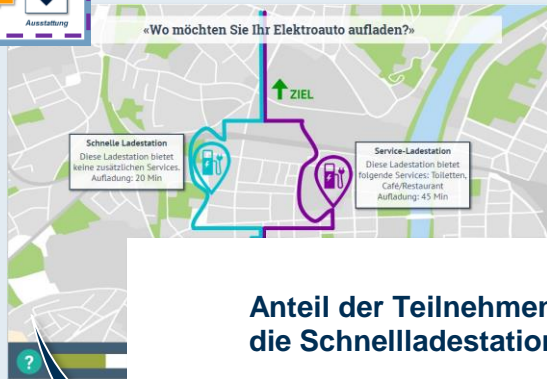 Ausstattung
«Wo möchten Sie Ihr Elektroauto aufladen?»
ZIEL
Schnelle Ladestation
Diese Ladestation bietet
keine zusätzlichen Services.
Aufladung: 20 Min
Service-Ladestation
Diese Ladestation bietet
folgende Services: Toiletten,
Café/Restaurant
Aufladung: 45 Min
Anteil der
die Schnellladestation
?